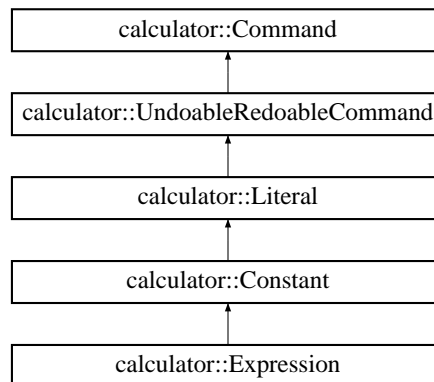 calculator::Command
calculator::UndoableRedoableCommand
calculator::Literal
calculator::Constant
calculator::Expression